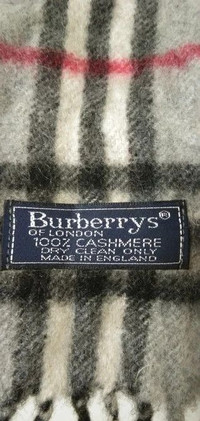 Burberrys®
OF LONDON
100% CASHMERE
DRY CLEAN ONLY
MADE IN ENGLAND